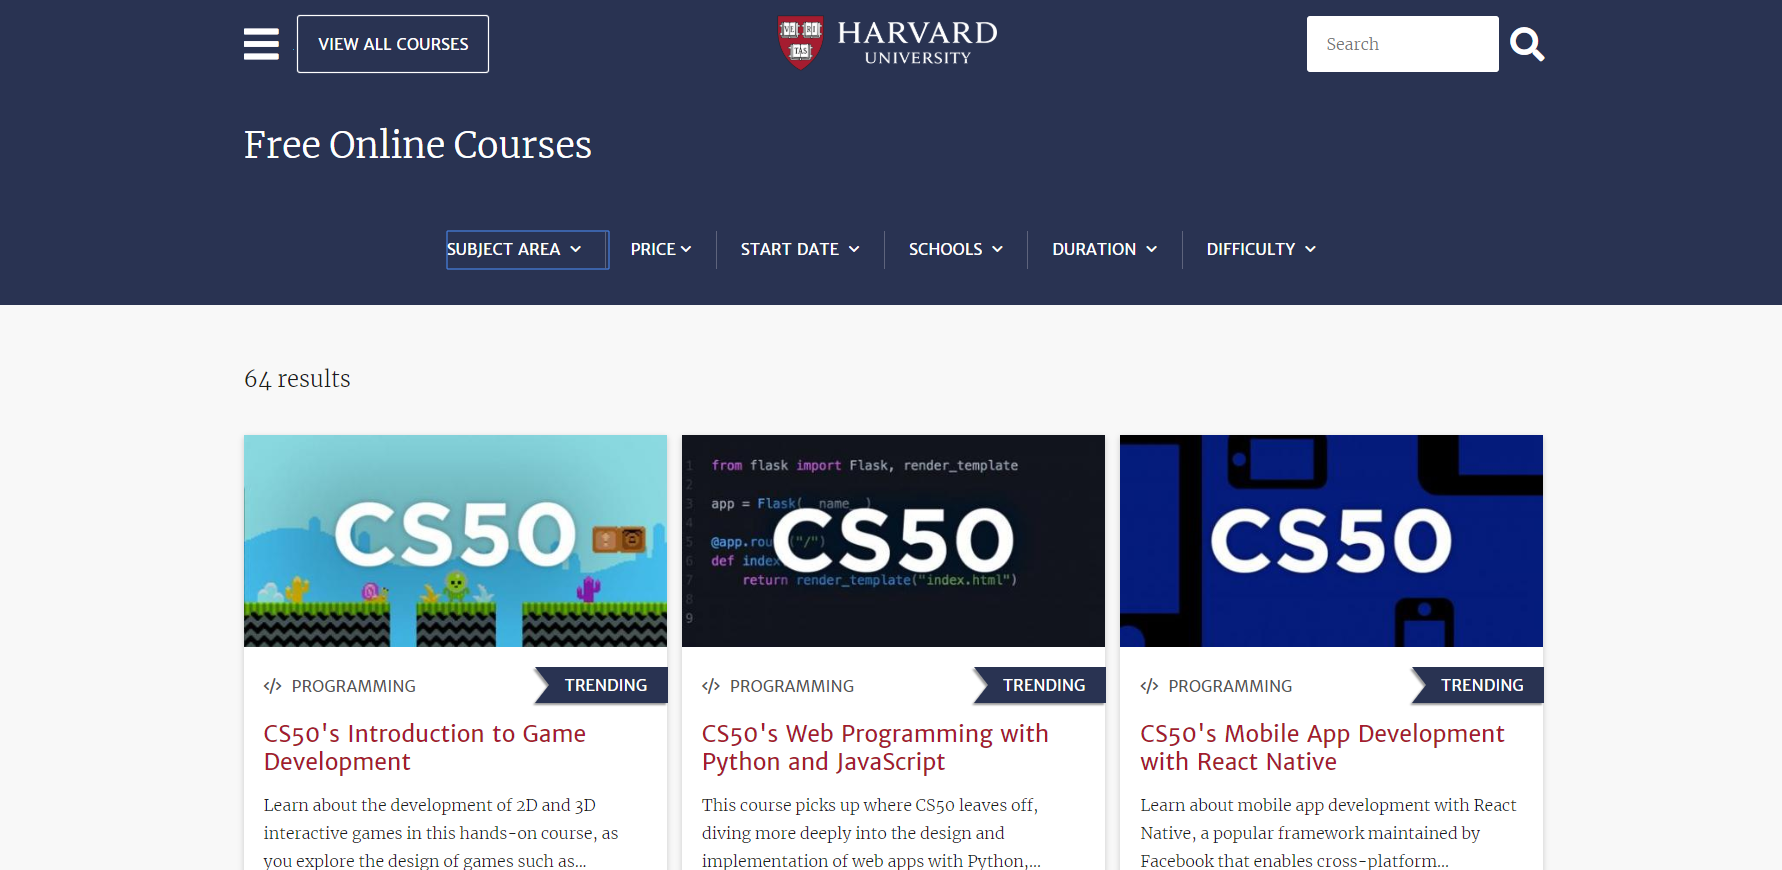 VIEW ALL COURSES
VE RI TAS
HARVARD
UNIVERSITY
Search
Free Online Courses
SUBJECT AREA
PRICE
START DATE
SCHOOLS
DURATION
DIFFICULTY
64 results
CS50
1 from flask import Flask, render_template
2
3 app = Flask(__name__)
4
5 @app.rou ("/")
6 def index
7 return render_template("index.html")
8
9
CS50
CS50
</> PROGRAMMING
TRENDING
CS50's Introduction to Game
Development
Learn about the development of 2D and 3D
interactive games in this hands-on course, as
you explore the design of games such as...
</> PROGRAMMING
TRENDING
CS50's Web Programming with
Python and JavaScript
This course picks up where CS50 leaves off,
diving more deeply into the design and
implementation of web apps with Python,...
</> PROGRAMMING
TRENDING
CS50's Mobile App Development
with React Native
Learn about mobile app development with React
Native, a popular framework maintained by
Facebook that enables cross-platform...